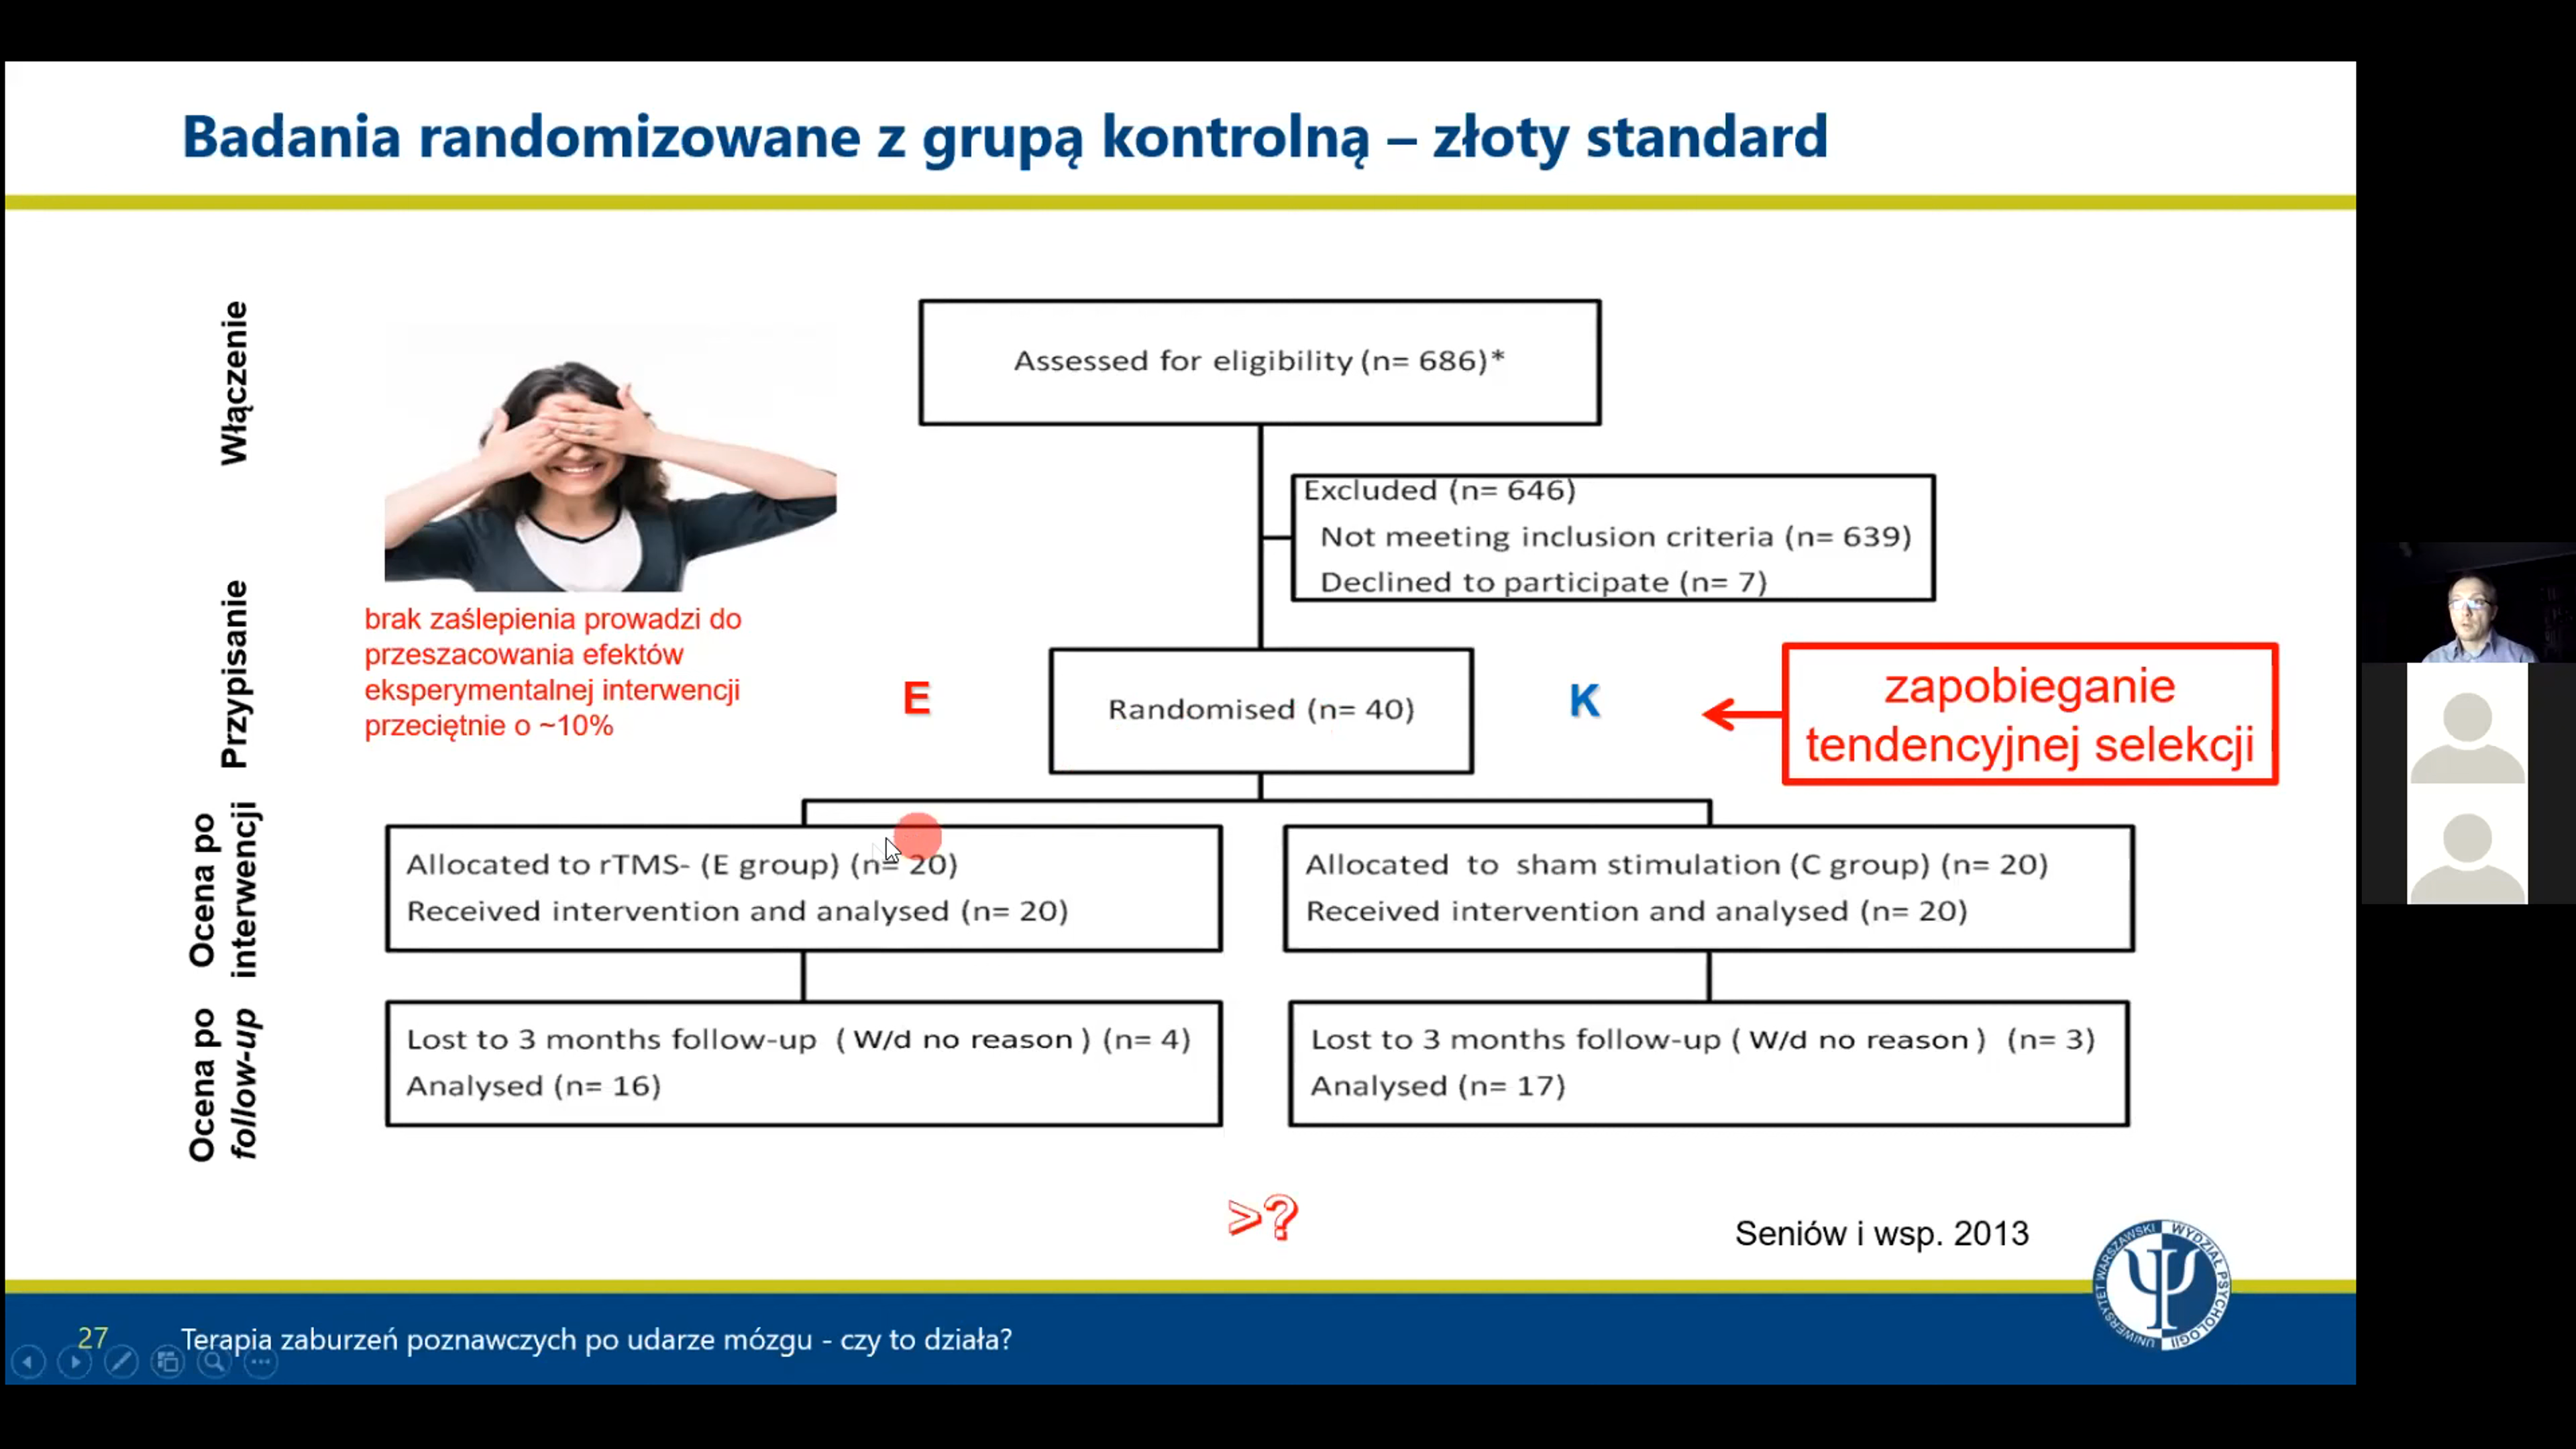 Badania randomizowane z grupą kontrolną – złoty standard
Włączenie
Assessed for eligibility (n= 686)*
Excluded (n= 646)
Not meeting inclusion criteria (n= 639)
Declined to participate (n= 7)
Przypisanie
brak zaślepienia prowadzi do
przeszacowania efektów
eksperymentalnej interwencji
przeciętnie o ~10%
E
Randomised (n= 40)
K
zapobieganie
tendencyjnej selekcji
Ocena po
interwencji
Allocated to rTMS- (E group) (n= 20)
Received intervention and analysed (n= 20)
Allocated to sham stimulation (C group) (n= 20)
Received intervention and analysed (n= 20)
Ocena po
follow-up
Lost to 3 months follow-up ( W/d no reason ) (n= 4)
Analysed (n= 16)
Lost to 3 months follow-up ( W/d no reason ) (n= 3)
Analysed (n= 17)
>?
Seniów i wsp. 2013
UNIWERSYTET WARSZAWSKI WYDZIAŁ PSYCHOLOGII
27
Terapia zaburzeń poznawczych po udarze mózgu - czy to działa?